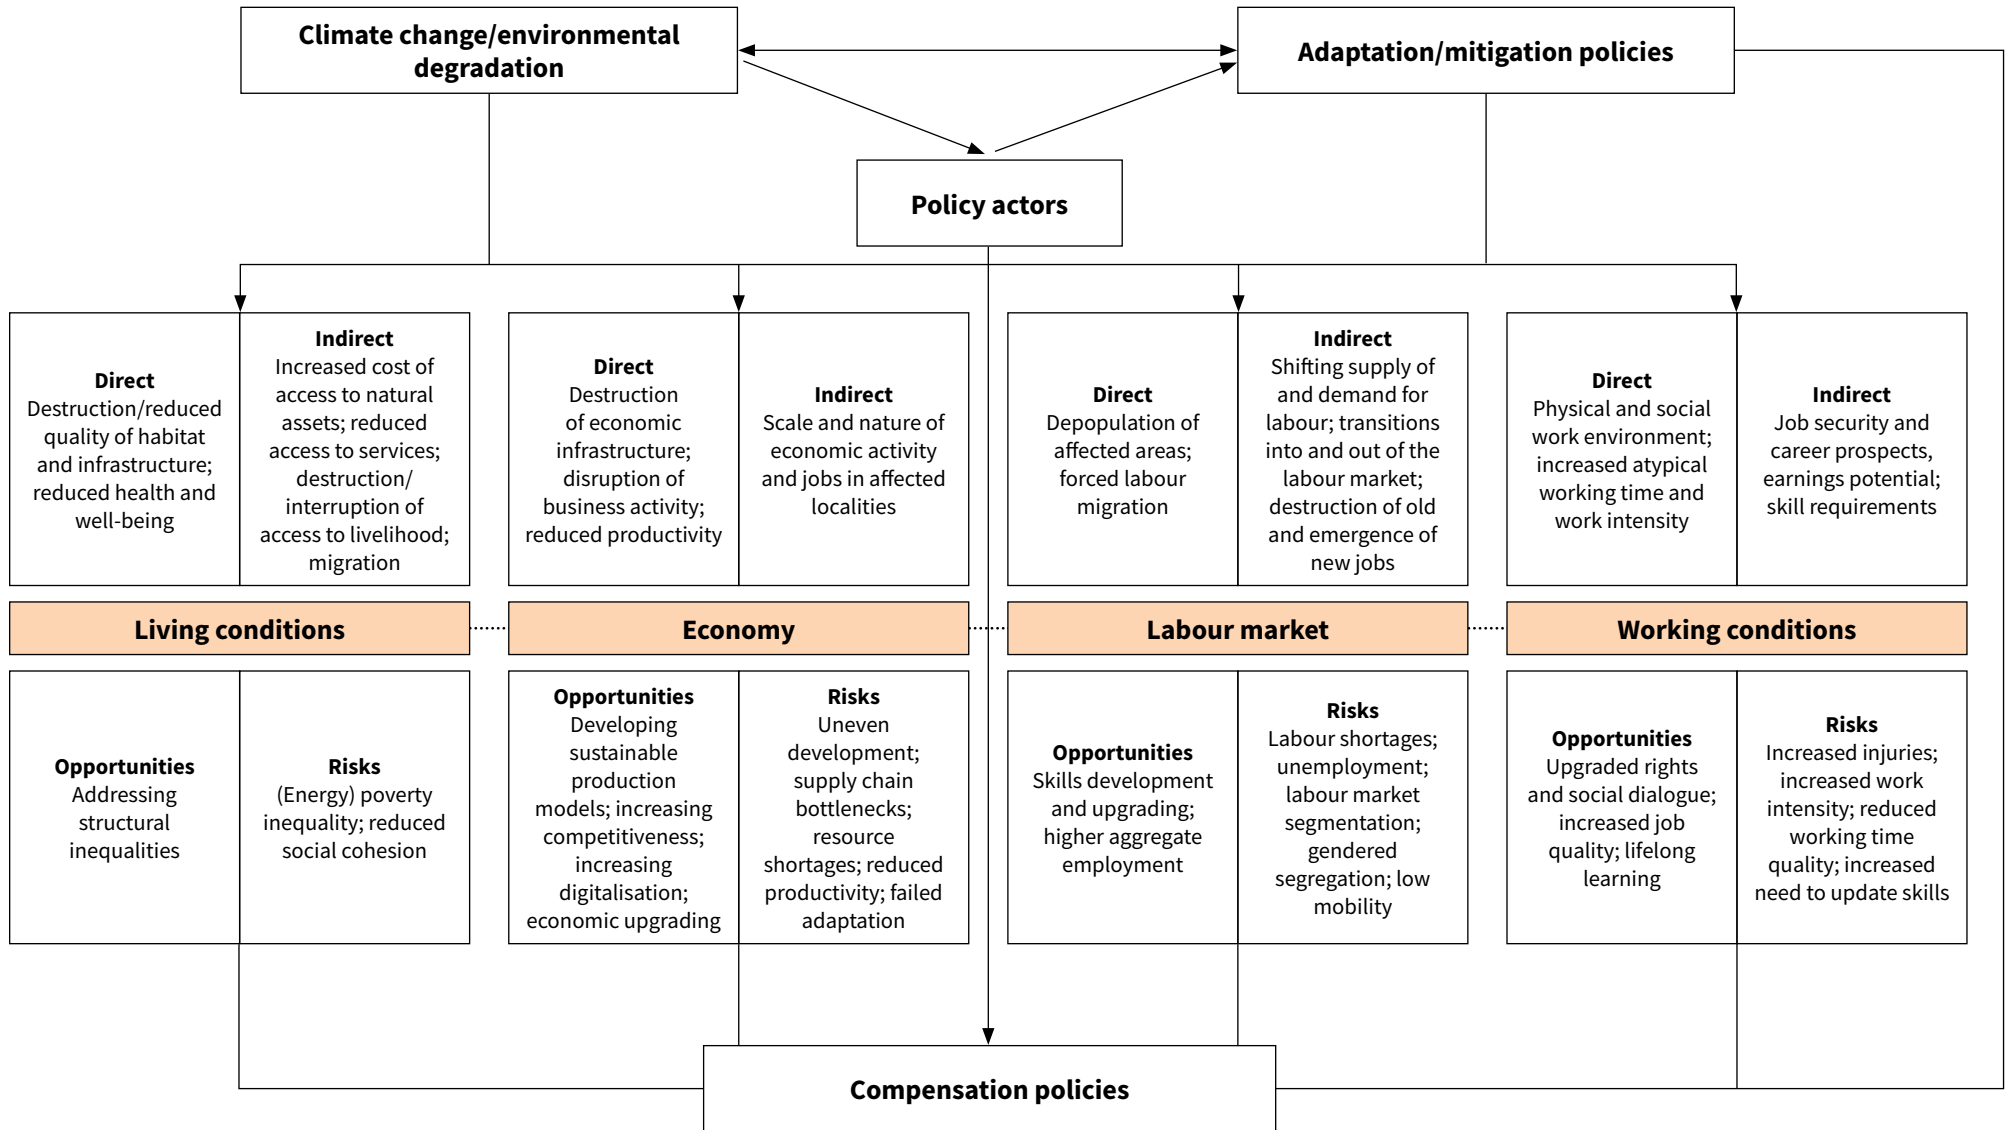 Climate change/environmental
degradation
Adaptation/mitigation policies
Policy actors
Direct
Destruction/reduced
quality of habitat
and infrastructure;
reduced health and
well-being
Indirect
Increased cost of
access to natural
assets; reduced
access to services;
destruction/
interruption of
access to livelihood;
migration
Direct
Destruction
of economic
infrastructure;
disruption of
business activity;
reduced productivity
Indirect
Scale and nature of
economic activity
and jobs in affected
localities
Direct
Depopulation of
affected areas;
forced labour
migration
Indirect
Shifting supply of
and demand for
labour; transitions
into and out of the
labour market;
destruction of old
and emergence of
new jobs
Direct
Physical and social
work environment;
increased atypical
working time and
work intensity
Indirect
Job security and
career prospects,
earnings potential;
skill requirements
Living conditions
Economy
Labour market
Working conditions
Opportunities
Addressing
structural
inequalities
Risks
(Energy) poverty
inequality; reduced
social cohesion
Opportunities
Developing
sustainable
production
models; increasing
competitiveness;
increasing
digitalisation;
economic upgrading
Risks
Uneven
development;
supply chain
bottlenecks;
resource
shortages; reduced
productivity; failed
adaptation
Opportunities
Skills development
and upgrading;
higher aggregate
employment
Risks
Labour shortages;
unemployment;
labour market
segmentation;
gendered
segregation; low
mobility
Opportunities
Upgraded rights
and social dialogue;
increased job
quality; lifelong
learning
Risks
Increased injuries;
increased work
intensity; reduced
working time
quality; increased
need to update skills
Compensation policies